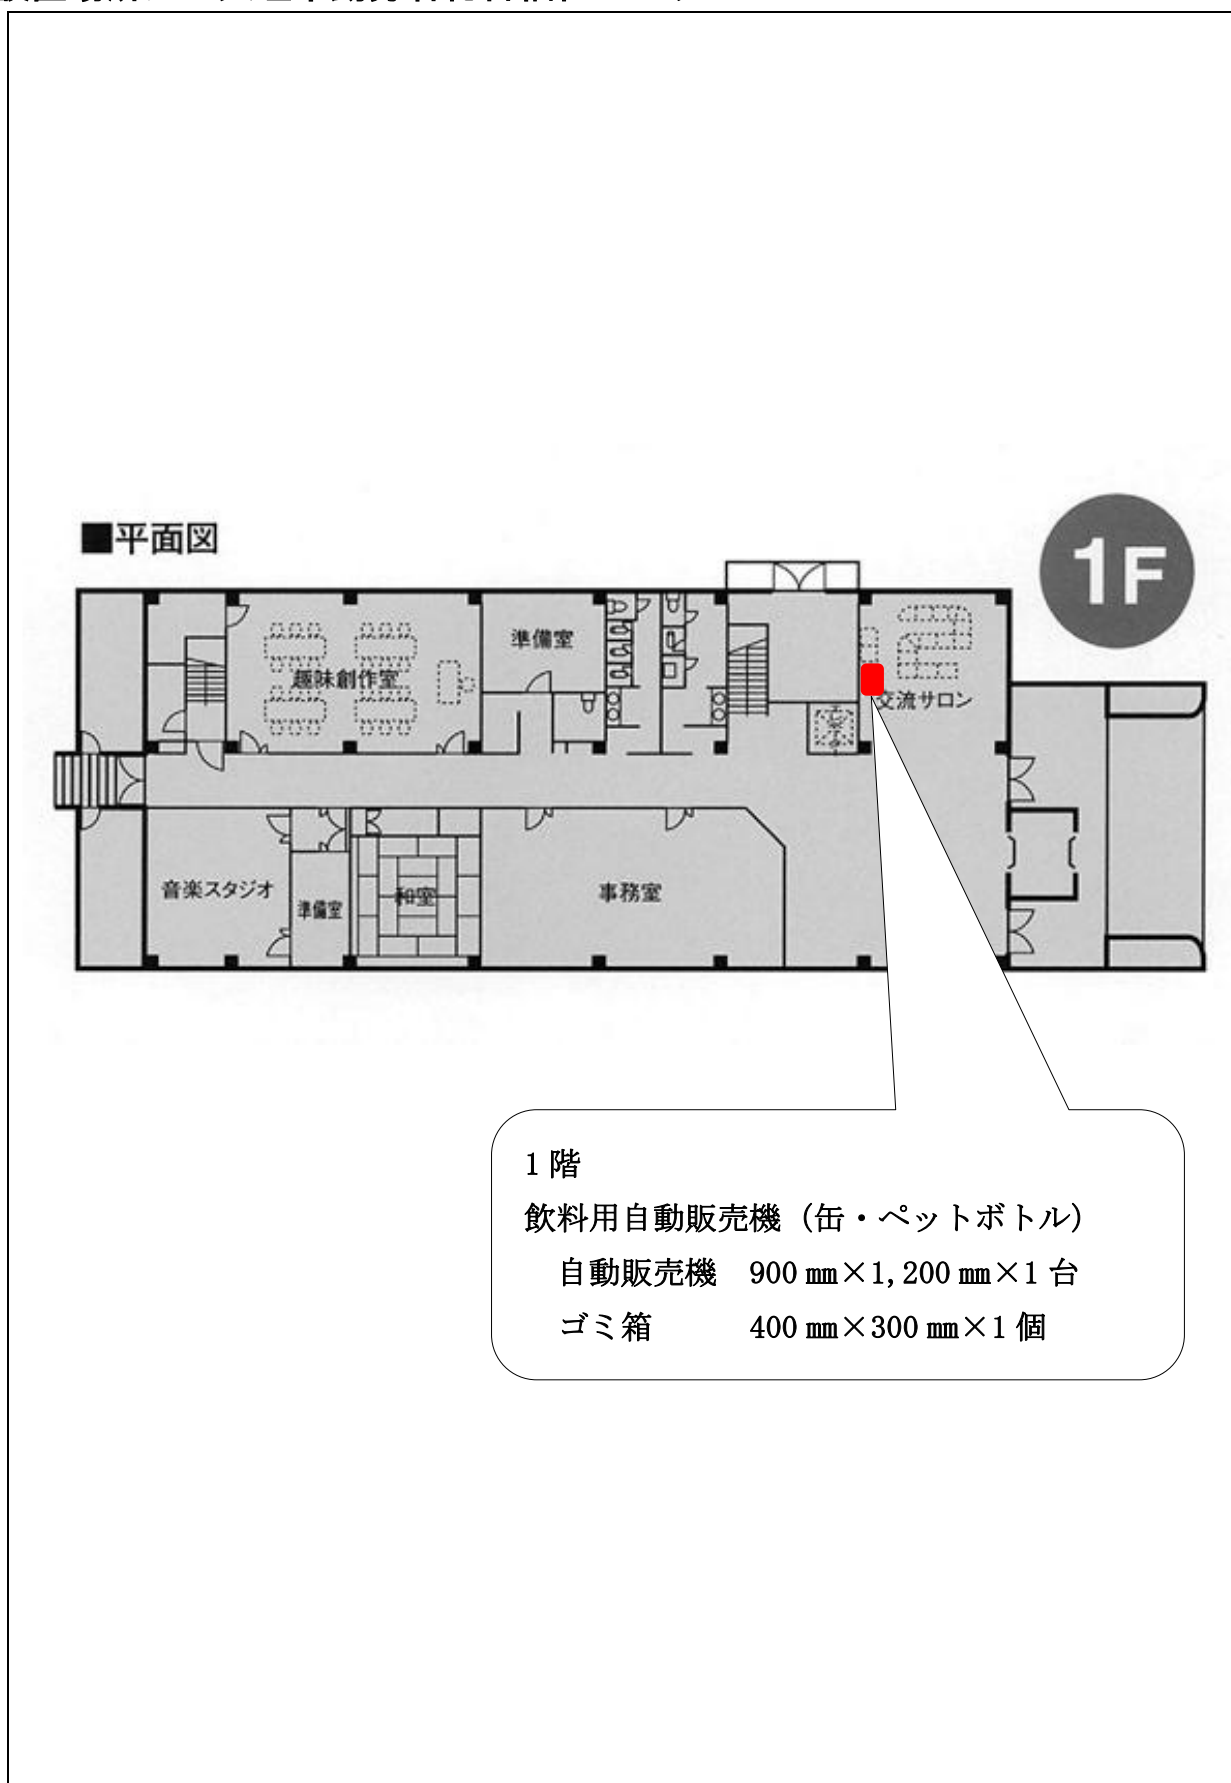 ■平面図
1F
準備室
趣味創作室
交流サロン
音楽スタジオ
準備室
和室
事務室
1階
飲料用自動販売機（缶・ペットボトル）
自動販売機　900㎜×1,200㎜×1台
ゴミ箱　400㎜×300㎜×1個